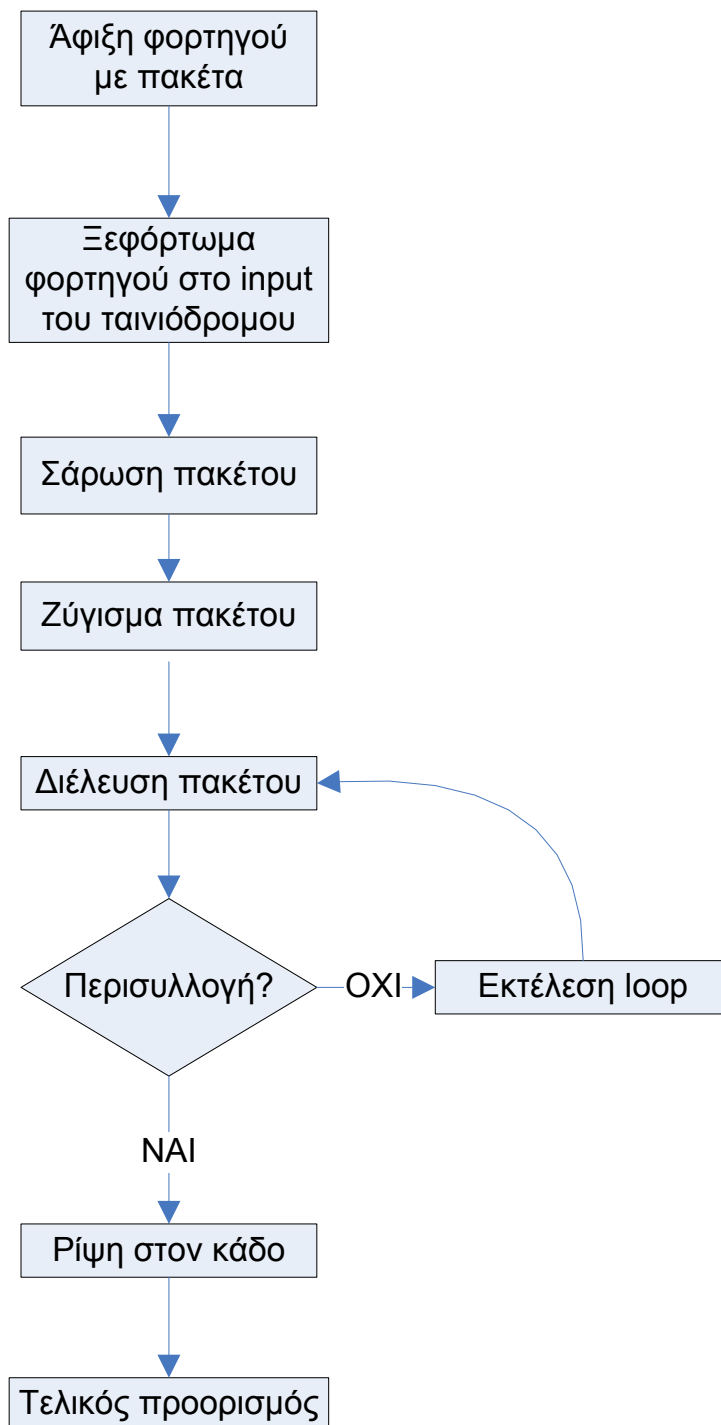 Άφιξη φορτηγού
με πακέτα
Ξεφόρτωμα
φορτηγού στο input
του ταινιόδρομου
Σάρωση πακέτου
Ζύγισμα πακέτου
Διέλευση πακέτου
Περισυλλογή?
ΟΧΙ
Εκτέλεση loop
ΝΑΙ
Ρίψη στον κάδο
Τελικός προορισμός